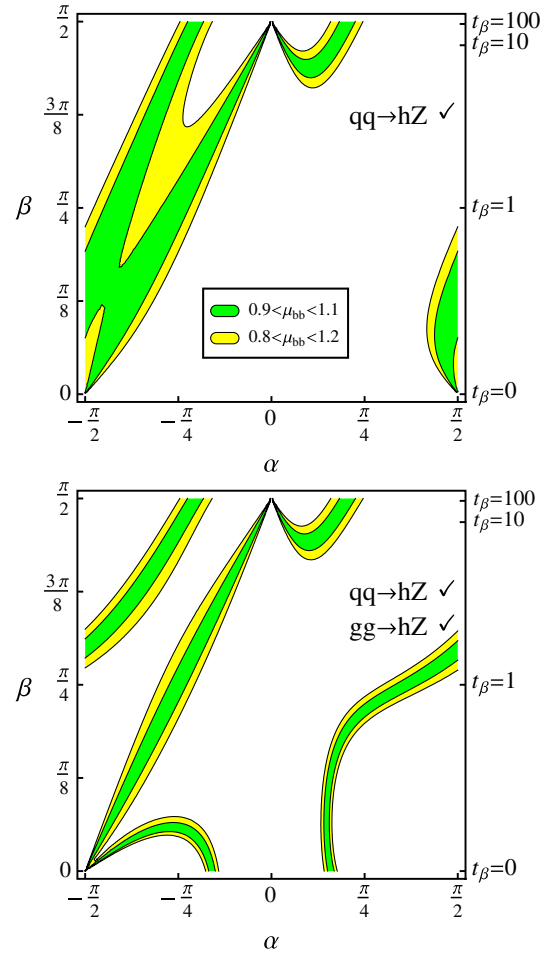 π/2
3π/8
π/4
π/8
0
β
t_β=100
t_β=10
t_β=1
t_β=0
qq→hZ ✓
0.9<μ_bb<1.1
0.8<μ_bb<1.2
−π/2
−π/4
0
π/4
π/2
α
π/2
3π/8
π/4
π/8
0
β
t_β=100
t_β=10
t_β=1
t_β=0
qq→hZ ✓
gg→hZ ✓
−π/2
−π/4
0
π/4
π/2
α